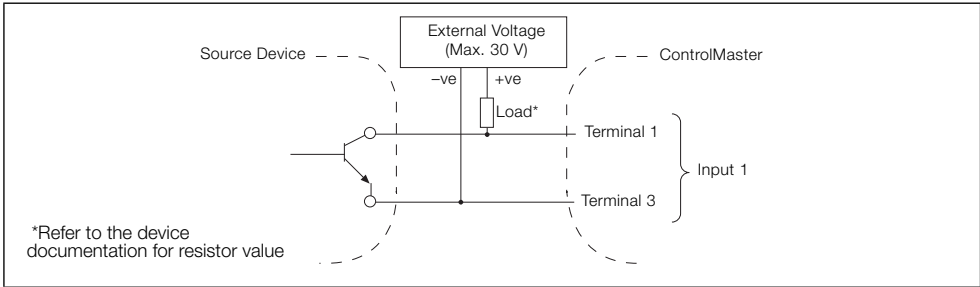 External Voltage
(Max. 30 V)
Source Device
ControlMaster
–ve
+ve
Load*
Terminal 1
Input 1
Terminal 3
*Refer to the device
documentation for resistor value